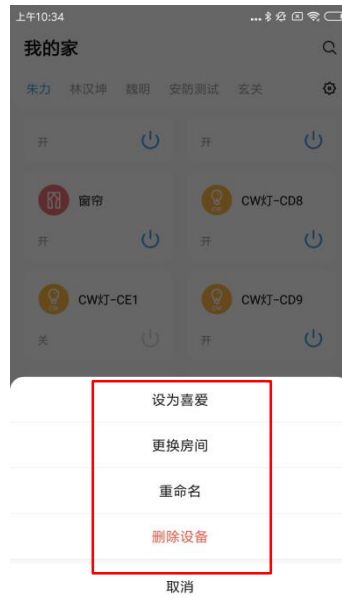 上午10:34
...
我的家
朱力 林汉坤 魏明 安防测试 玄关
开 开
窗帘 CW灯-CD8
开 开
CW灯-CE1 CW灯-CD9
关 开
设为喜爱
更换房间
重命名
删除设备
取消